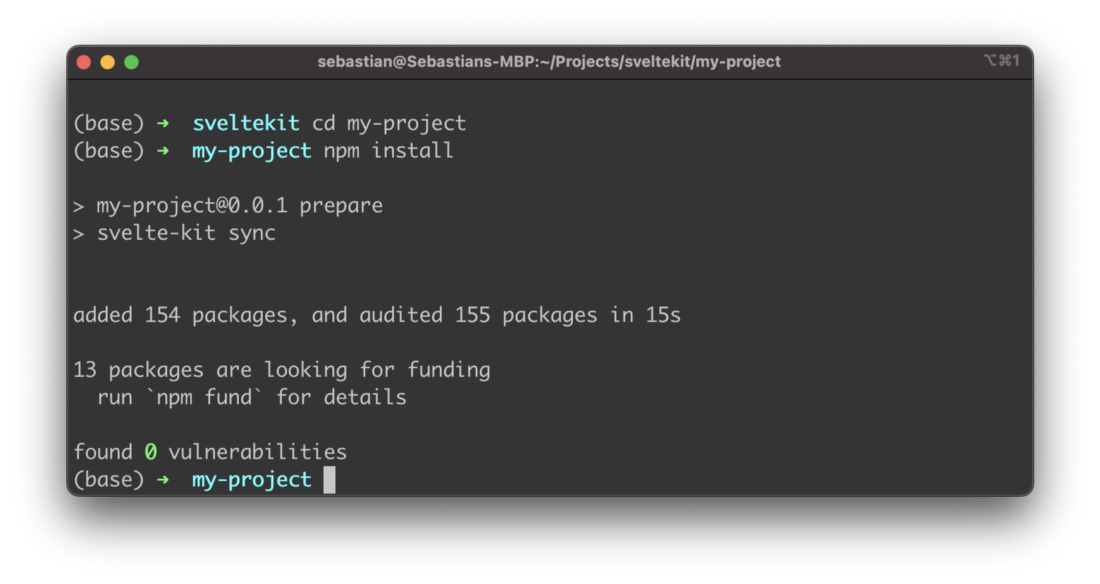 sebastian@Sebastians-MBP:~/Projects/sveltekit/my-project ⌥⌘1
(base) ➜ sveltekit cd my-project
(base) ➜ my-project npm install
> my-project@0.0.1 prepare
> svelte-kit sync
added 154 packages, and audited 155 packages in 15s
13 packages are looking for funding
run `npm fund` for details
found 0 vulnerabilities
(base) ➜ my-project